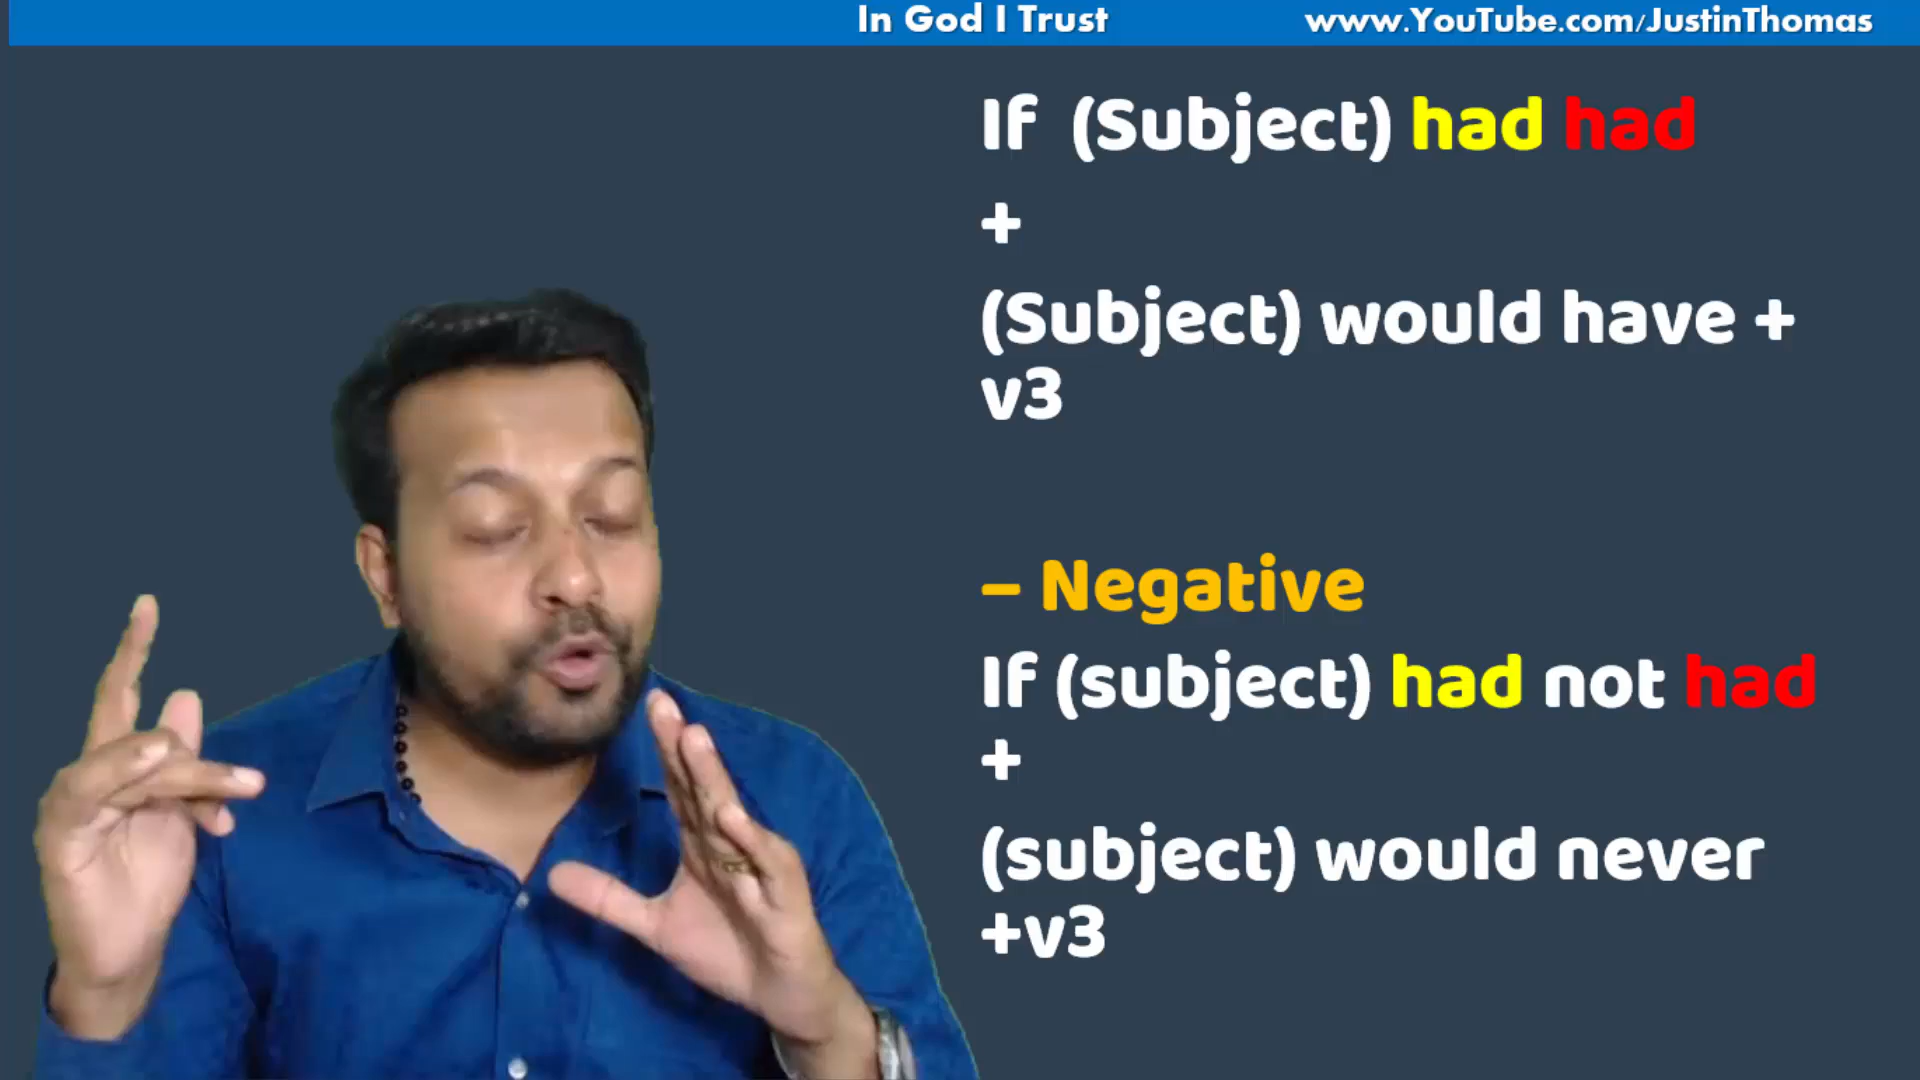 In God I Trust
www.YouTube.com/JustinThomas
If (Subject) had had
+
(Subject) would have +
v3
– Negative
If (subject) had not had
+
(subject) would never
+v3